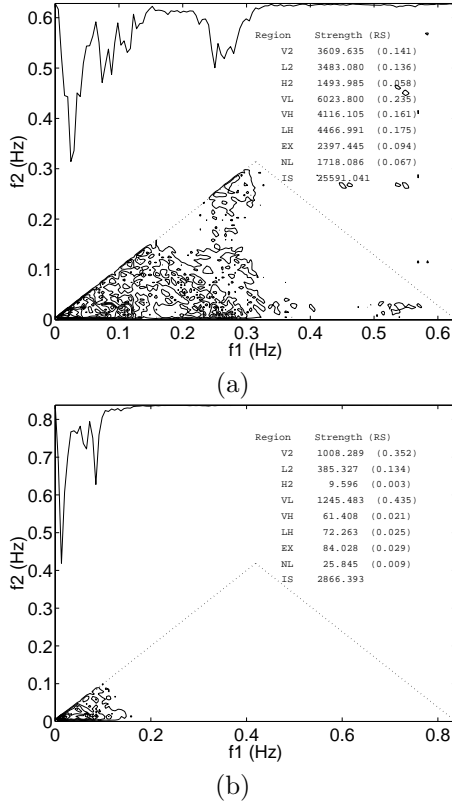 0.6
0.5
0.4
0.3
0.2
0.1
0
f2 (Hz)
Region Strength (RS)
V2 3609.635 (0.141)
L2 3483.080 (0.136)
H2 1493.985 (0.058)
VL 6023.800 (0.235)
VH 4116.105 (0.161)
LH 4466.991 (0.175)
EX 2397.445 (0.094)
NL 1718.086 (0.067)
IS 25591.041
0 0.1 0.2 0.3 0.4 0.5 0.6
f1 (Hz)
(a)
0.8
0.7
0.6
0.5
0.4
0.3
0.2
0.1
0
f2 (Hz)
Region Strength (RS)
V2 1008.289 (0.352)
L2 385.327 (0.134)
H2 9.596 (0.003)
VL 1245.483 (0.435)
VH 61.408 (0.021)
LH 72.263 (0.025)
EX 84.028 (0.029)
NL 25.845 (0.009)
IS 2866.393
0 0.2 0.4 0.6 0.8
f1 (Hz)
(b)